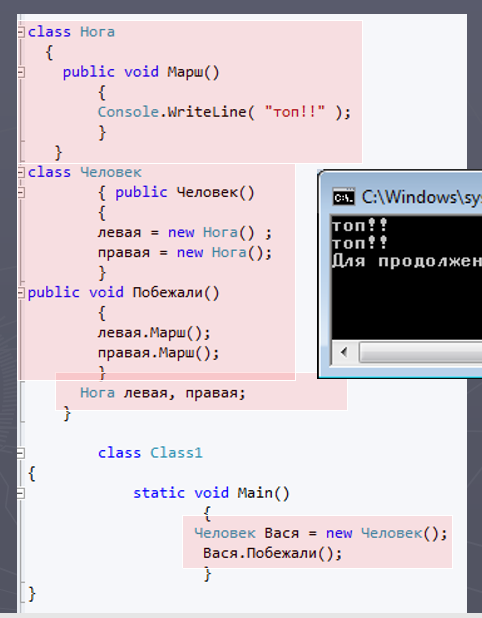 class Нога
{
public void Марш()
{
Console.WriteLine( "топ!!" );
}
}
class Человек
{ public Человек()
{
левая = new Нога() ;
правая = new Нога();
}
public void Побежали()
{
левая.Марш();
правая.Марш();
}
Нога левая, правая;
}
class Class1
{
static void Main()
{
Человек Вася = new Человек();
Вася.Побежали();
}
}
C:\Windows\sys
топ!!
топ!!
Для продолжен